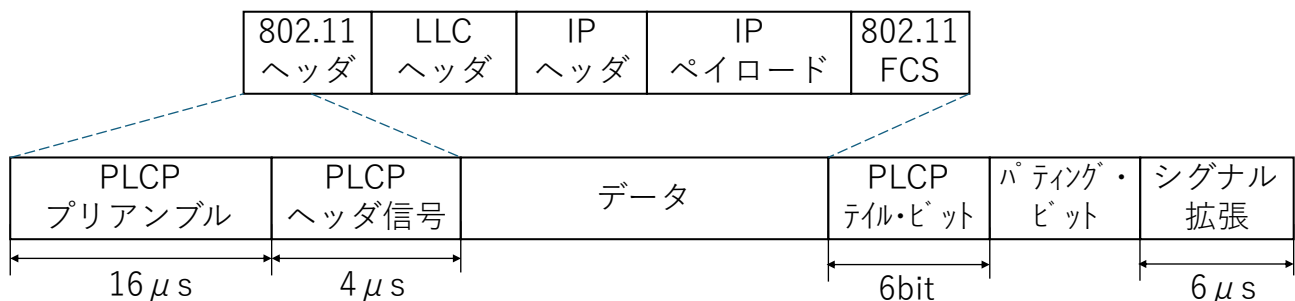 802.11
ヘッダ
LLC
ヘッダ
IP
ヘッダ
IP
ペイロード
802.11
FCS
PLCP
プリアンブル
PLCP
ヘッダ信号
データ
PLCP
ﾃｲﾙ・ﾋﾞｯﾄ
ﾊﾟﾃｨﾝｸﾞ・
ﾋﾞｯﾄ
シグナル
拡張
16μs
4μs
6bit
6μs